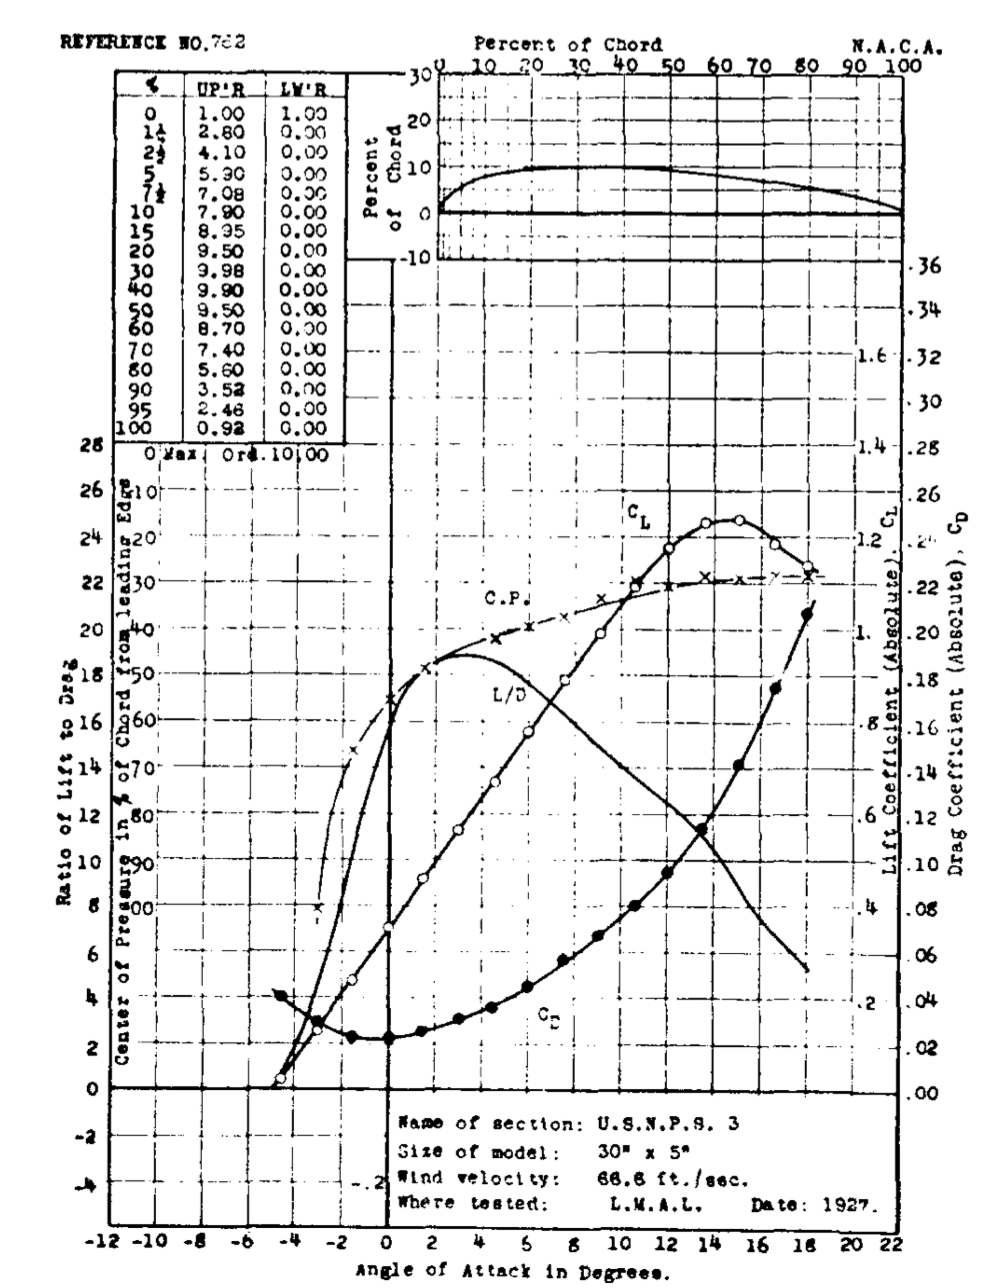 REFERENCE NO. 762
Percent of Chord
N.A.C.A.
0 10 20 30 40 50 60 70 80 90 100
% UP'R LW'R
0 1.00 1.00
1½ 2.80 0.00
2½ 4.10 0.00
5 5.90 0.00
7½ 7.08 0.00
10 7.90 0.00
15 8.95 0.00
20 9.50 0.00
30 9.98 0.00
40 9.90 0.00
50 9.50 0.00
60 8.70 0.00
70 7.40 0.00
80 5.60 0.00
90 3.52 0.00
95 2.46 0.00
100 0.92 0.00
Max. Ord. 10.00
Percent of Chord
30
20
10
0
-10
Ratio of Lift to Drag
28
26
24
22
20
18
16
14
12
10
8
6
4
2
0
-2
-4
Center of Pressure in % of Chord from leading Edge
0
10
20
30
40
50
60
70
80
90
100
C.P.
L/D
CL
CD
Lift Coefficient (Absolute), CL
1.6
1.4
1.2
1.
.8
.6
.4
.2
-.2
Drag Coefficient (Absolute), CD
.36
.34
.32
.30
.28
.26
.24
.22
.20
.18
.16
.14
.12
.10
.08
.06
.04
.02
.00
Name of section: U.S.N.P.S. 3
Size of model: 30" x 5"
Wind velocity: 66.6 ft./sec.
Where tested: L.M.A.L. Date: 1927.
-12 -10 -8 -6 -4 -2 0 2 4 6 8 10 12 14 16 18 20 22
Angle of Attack in Degrees.